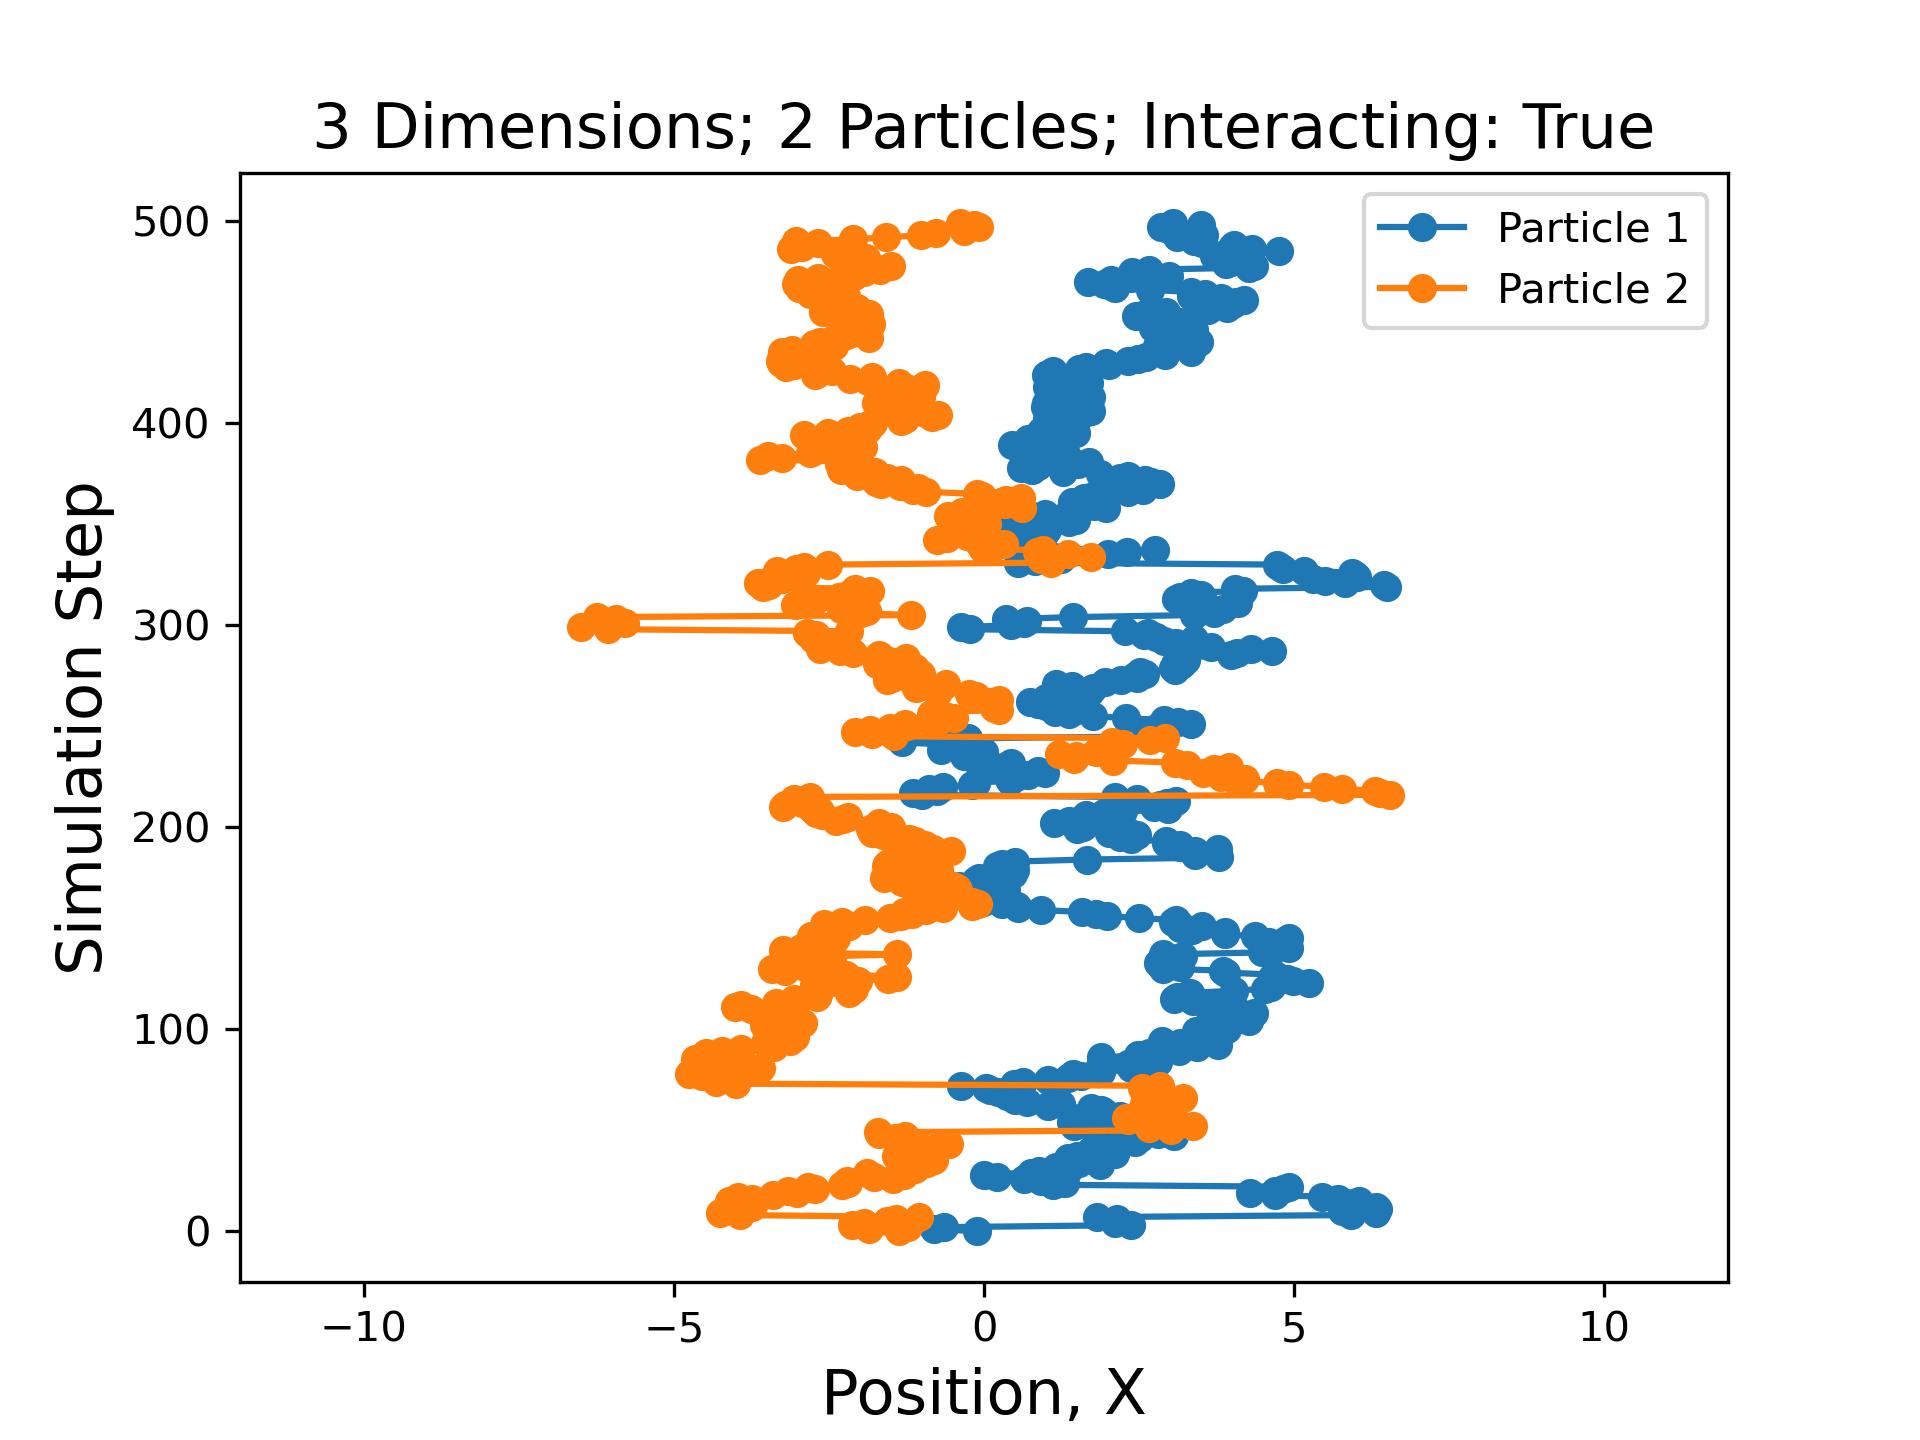 3 Dimensions; 2 Particles; Interacting: True
Particle 1
Particle 2
500
400
300
200
100
0
Simulation Step
−10
−5
0
5
10
Position, X